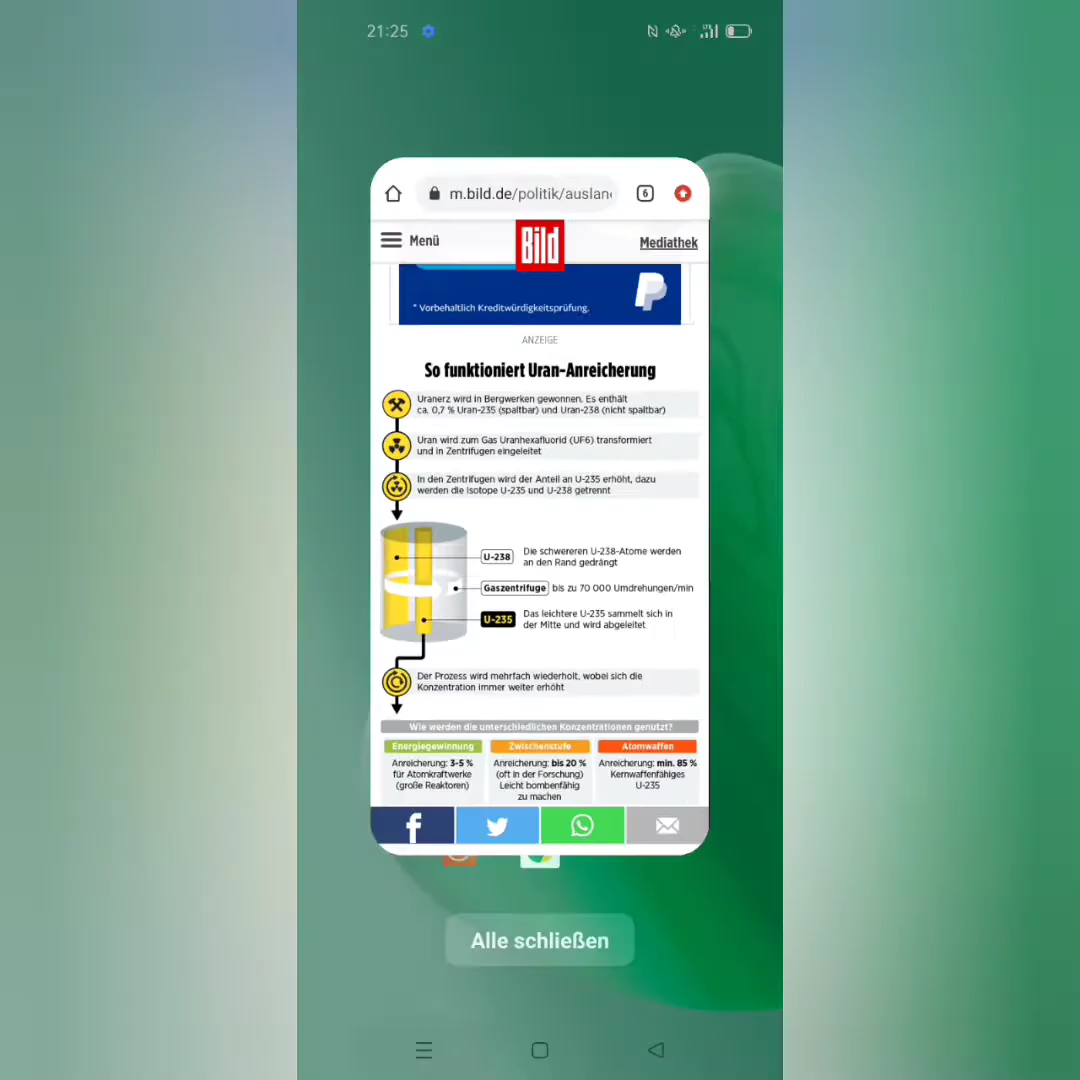 21:25
m.bild.de/politik/auslan
6
Menü
Bild
Mediathek
* Vorbehaltlich Kreditwürdigkeitsprüfung.
ANZEIGE
So funktioniert Uran-Anreicherung
Uranerz wird in Bergwerken gewonnen. Es enthält
ca. 0,7 % Uran-235 (spaltbar) und Uran-238 (nicht spaltbar)
Uran wird zum Gas Uranhexafluorid (UF6) transformiert
und in Zentrifugen eingeleitet
In den Zentrifugen wird der Anteil an U-235 erhöht, dazu
werden die Isotope U-235 und U-238 getrennt
U-238 Die schwereren U-238-Atome werden
an den Rand gedrängt
Gaszentrifuge bis zu 70 000 Umdrehungen/min
U-235 Das leichtere U-235 sammelt sich in
der Mitte und wird abgeleitet
Der Prozess wird mehrfach wiederholt, wobei sich die
Konzentration immer weiter erhöht
Wie werden die unterschiedlichen Konzentrationen genutzt?
Energiegewinnung
Anreicherung: 3-5 %
für Atomkraftwerke
(große Reaktoren)
Zwischenstufe
Anreicherung: bis 20 %
(oft in der Forschung)
Leicht bombenfähig
zu machen
Atomwaffen
Anreicherung: min. 85 %
Kernwaffenfähiges
U-235
Alle schließen